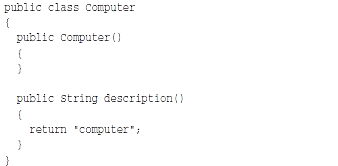 public class Computer
{
  public Computer()
  {
  }

  public String description()
  {
    return "computer";
  }
}